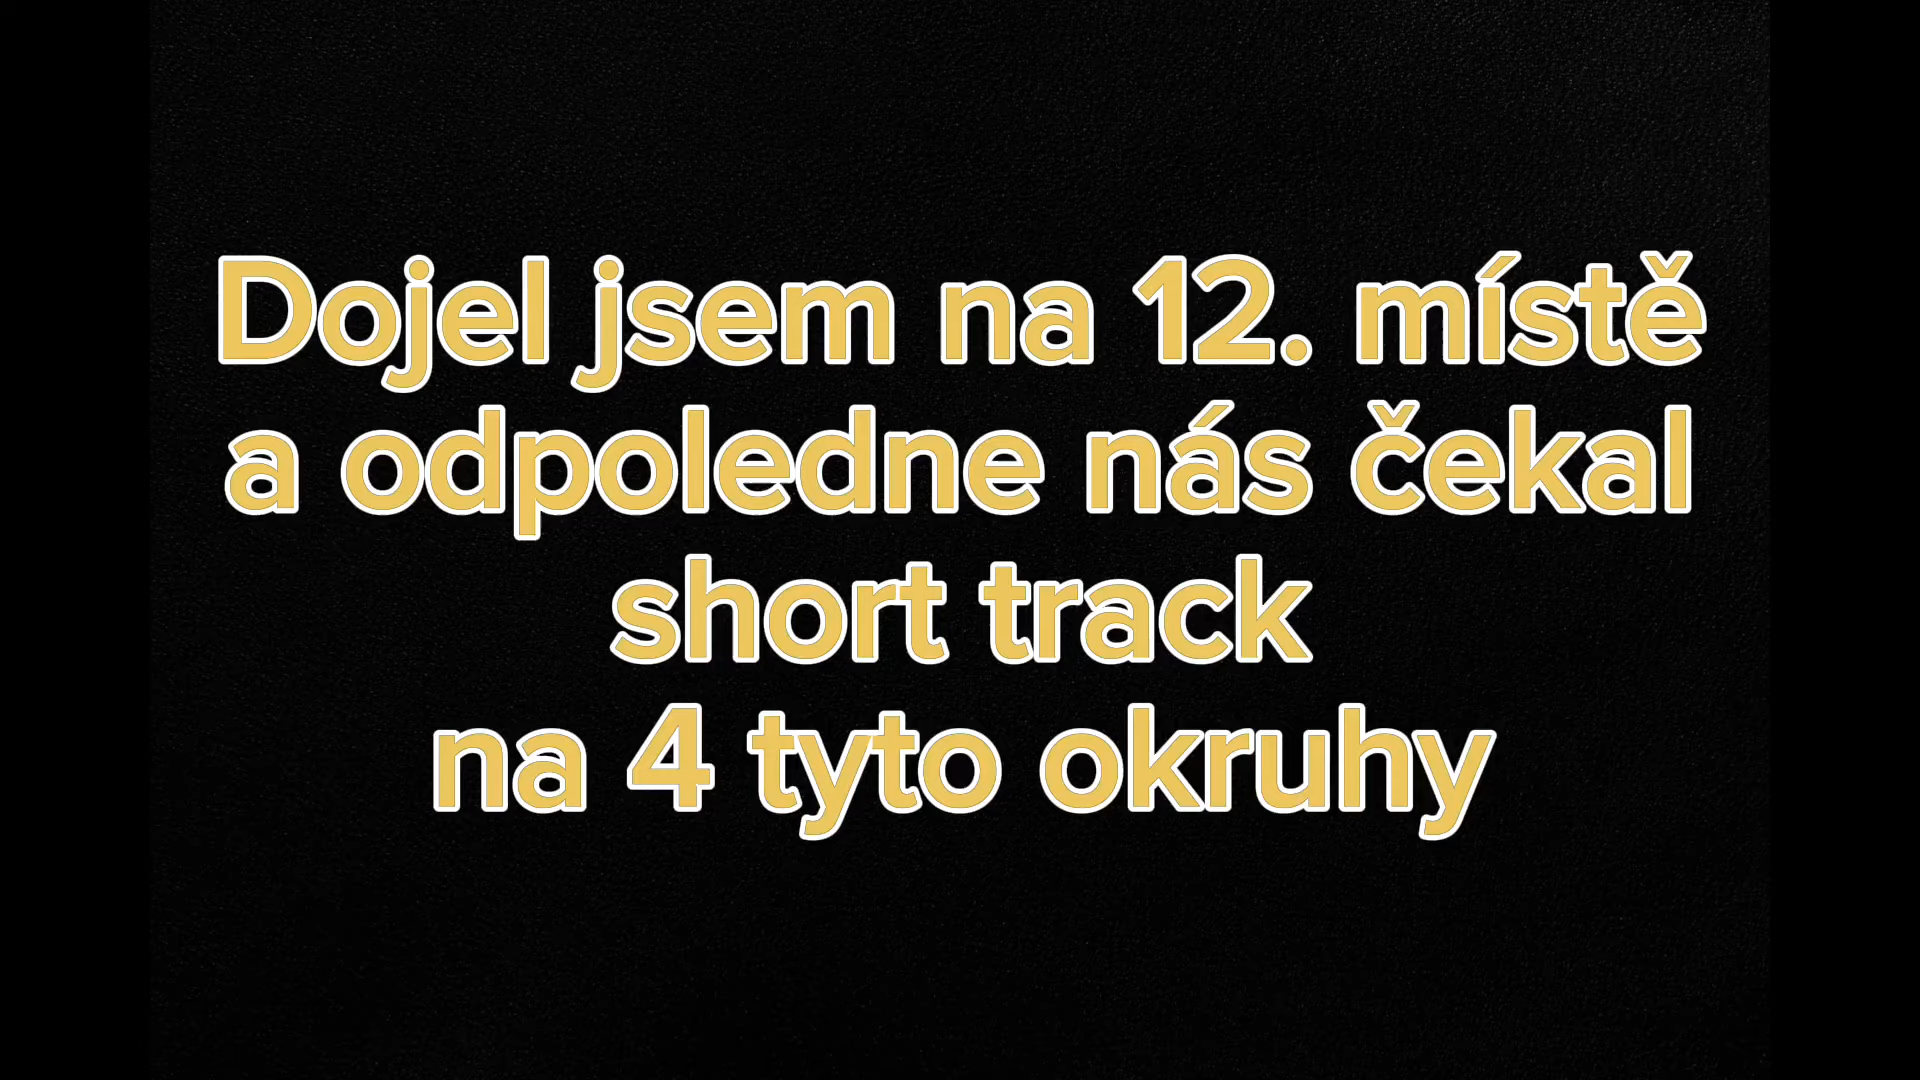 Dojel jsem na 12. místě
a odpoledne nás čekal
short track
na 4 tyto okruhy